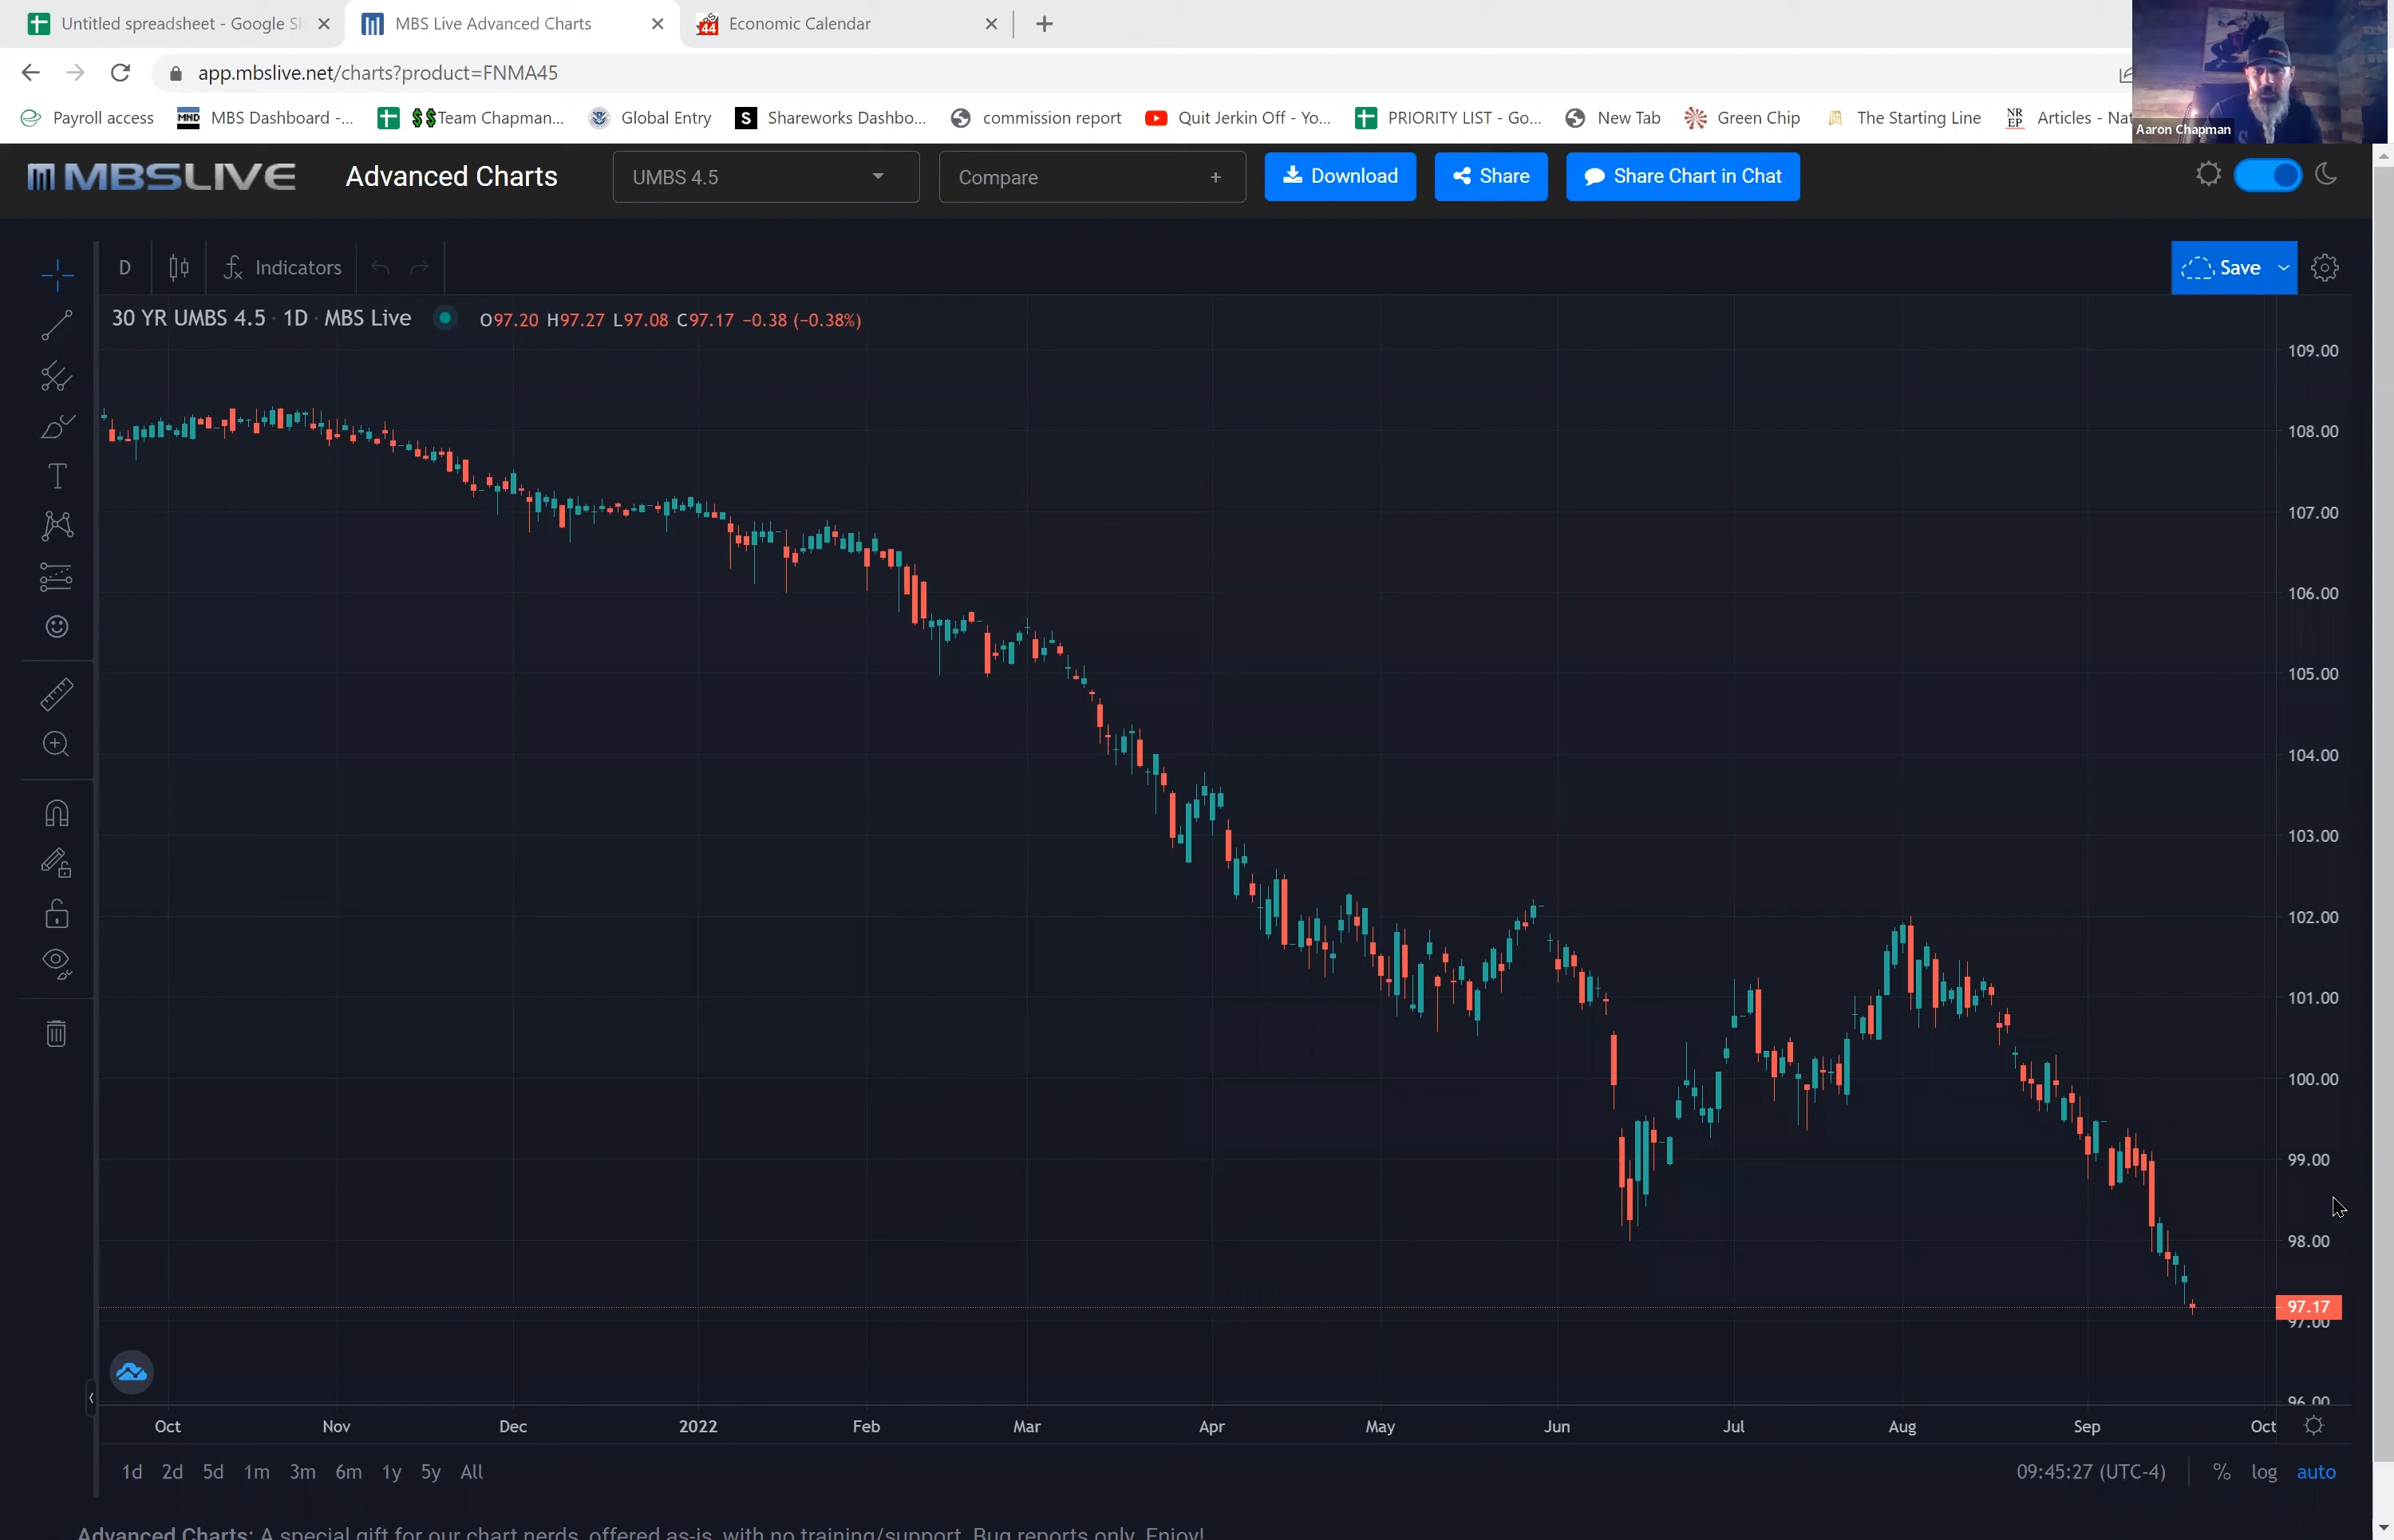 Untitled spreadsheet - Google Sh
MBS Live Advanced Charts
44
Economic Calendar
app.mbslive.net/charts?product=FNMA45
Payroll access
MND
MBS Dashboard -...
$$Team Chapman...
Global Entry
S
Shareworks Dashbo...
commission report
Quit Jerkin Off - Yo...
PRIORITY LIST - Go...
New Tab
Green Chip
The Starting Line
NR
EP
Articles - Nat
Aaron Chapman
MBSLIVE
Advanced Charts
UMBS 4.5
Compare +
Download
Share
Share Chart in Chat
D
Indicators
Save
30 YR UMBS 4.5 · 1D · MBS Live
O97.20 H97.27 L97.08 C97.17 −0.38 (−0.38%)
109.00
108.00
107.00
106.00
105.00
104.00
103.00
102.00
101.00
100.00
99.00
98.00
97.17
97.00
96.00
Oct Nov Dec 2022 Feb Mar Apr May Jun Jul Aug Sep Oct
1d 2d 5d 1m 3m 6m 1y 5y All
09:45:27 (UTC-4) % log auto
Advanced Charts: A special gift for our chart nerds, offered as-is, with no training/support. Bug reports only. Enjoy!